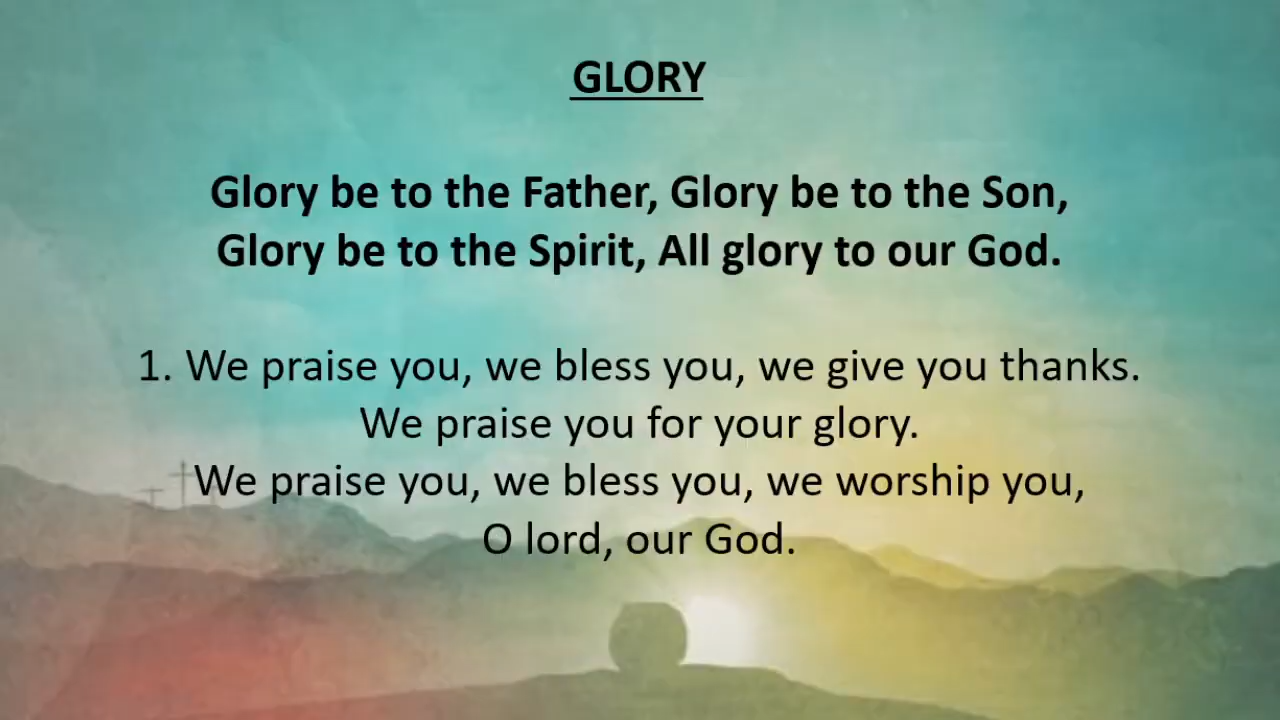 GLORY
Glory be to the Father, Glory be to the Son,
Glory be to the Spirit, All glory to our God.
1. We praise you, we bless you, we give you thanks.
We praise you for your glory.
We praise you, we bless you, we worship you,
O lord, our God.